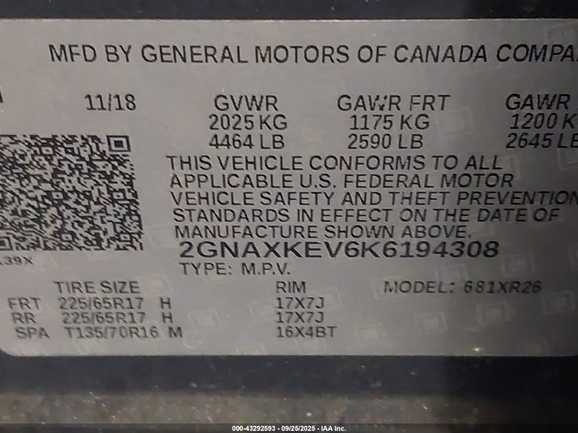 MFD BY GENERAL MOTORS OF CANADA
11/18 GVWR GAWR FRT GAWR
2025 KG 1175 KG 1200
4464 LB 2590 LB 2645 LB
THIS VEHICLE CONFORMS TO ALL
APPLICABLE U.S. FEDERAL MOTOR
VEHICLE SAFETY AND THEFT PREVENTION
STANDARDS IN EFFECT ON THE DATE OF
MANUFACTURE SHOWN ABOVE.
2GNAXKEV6K6194308
TYPE: M.P.V.
TIRE SIZE RIM MODEL: 681XR26
FRT 225/65R17 H 17X7J
RR 225/65R17 H 17X7J
SPA T135/70R16 M 16X4BT
000-43292593 - 09/25/2025 - IAA Inc.